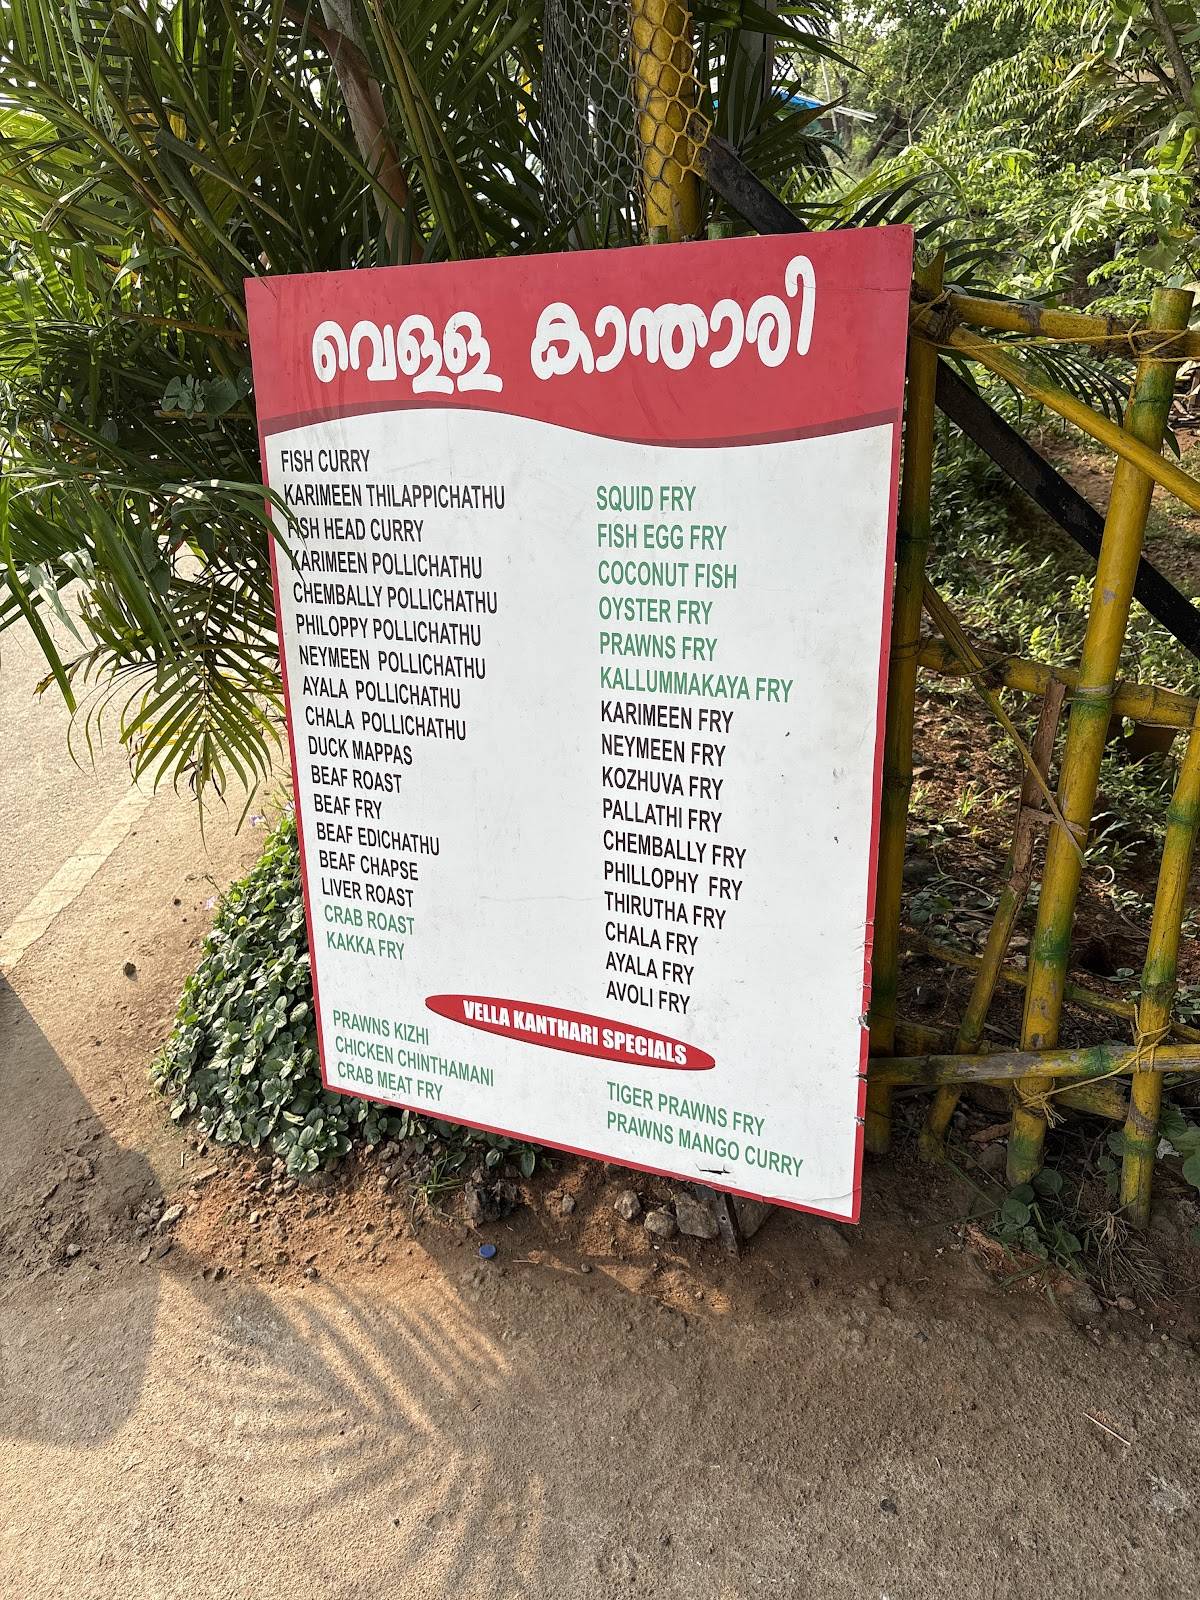 വെള്ള കാന്താരി
FISH CURRY
KARIMEEN THILAPPICHATHU
FISH HEAD CURRY
KARIMEEN POLLICHATHU
CHEMBALLY POLLICHATHU
PHILOPPY POLLICHATHU
NEYMEEN POLLICHATHU
AYALA POLLICHATHU
CHALA POLLICHATHU
DUCK MAPPAS
BEAF ROAST
BEAF FRY
BEAF EDICHATHU
BEAF CHAPSE
LIVER ROAST
CRAB ROAST
KAKKA FRY
SQUID FRY
FISH EGG FRY
COCONUT FISH
OYSTER FRY
PRAWNS FRY
KALLUMMAKAYA FRY
KARIMEEN FRY
NEYMEEN FRY
KOZHUVA FRY
PALLATHI FRY
CHEMBALLY FRY
PHILLOPHY FRY
THIRUTHA FRY
CHALA FRY
AYALA FRY
AVOLI FRY
VELLA KANTHARI SPECIALS
PRAWNS KIZHI
CHICKEN CHINTHAMANI
CRAB MEAT FRY
TIGER PRAWNS FRY
PRAWNS MANGO CURRY